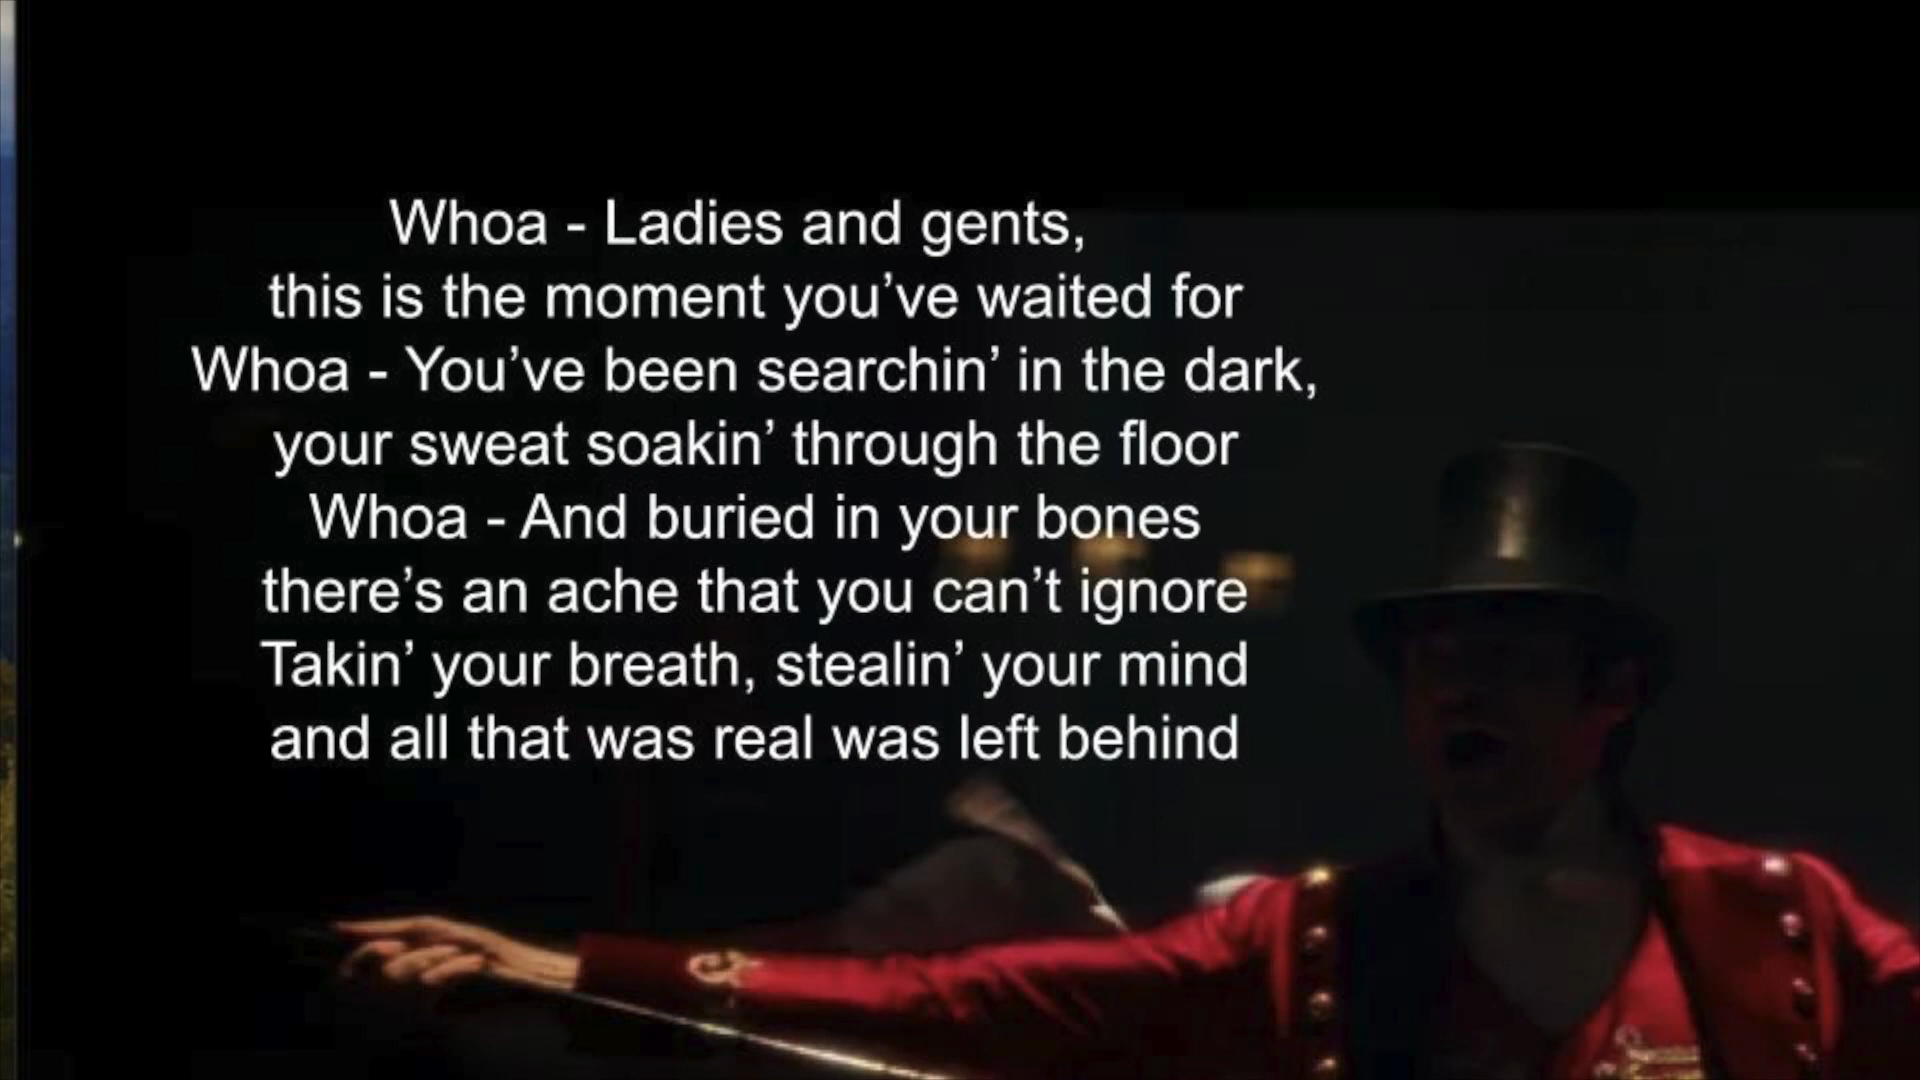 Whoa - Ladies and gents,
this is the moment you’ve waited for
Whoa - You’ve been searchin’ in the dark,
your sweat soakin’ through the floor
Whoa - And buried in your bones
there’s an ache that you can’t ignore
Takin’ your breath, stealin’ your mind
and all that was real was left behind